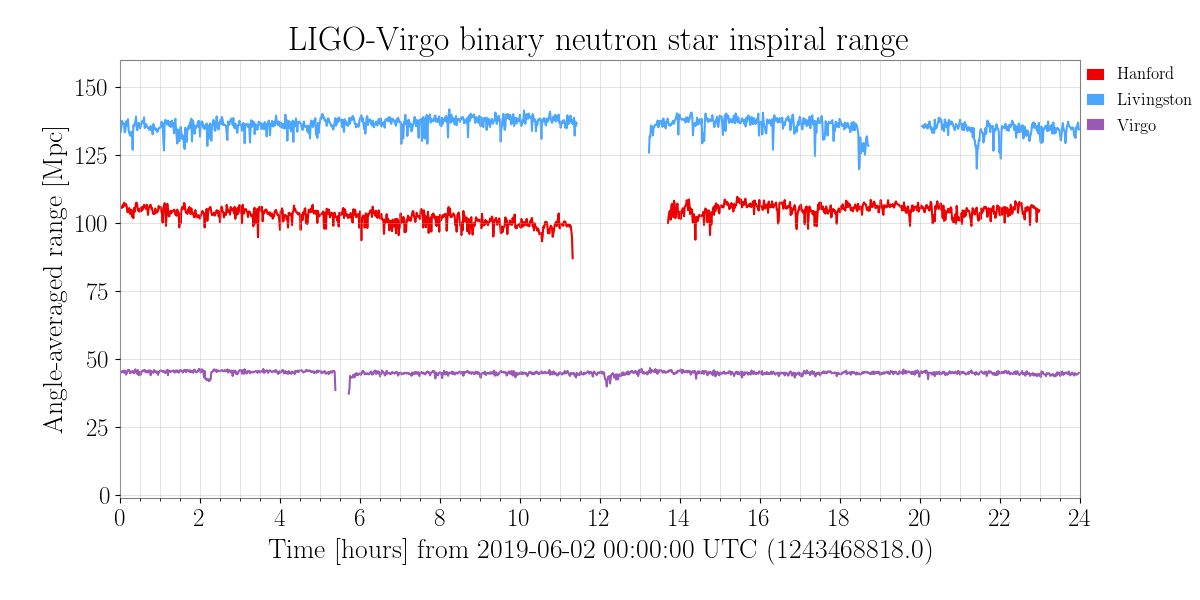 LIGO-Virgo binary neutron star inspiral range
Hanford
Livingston
Virgo
Angle-averaged range [Mpc]
150
125
100
75
50
25
0
0 2 4 6 8 10 12 14 16 18 20 22 24
Time [hours] from 2019-06-02 00:00:00 UTC (1243468818.0)